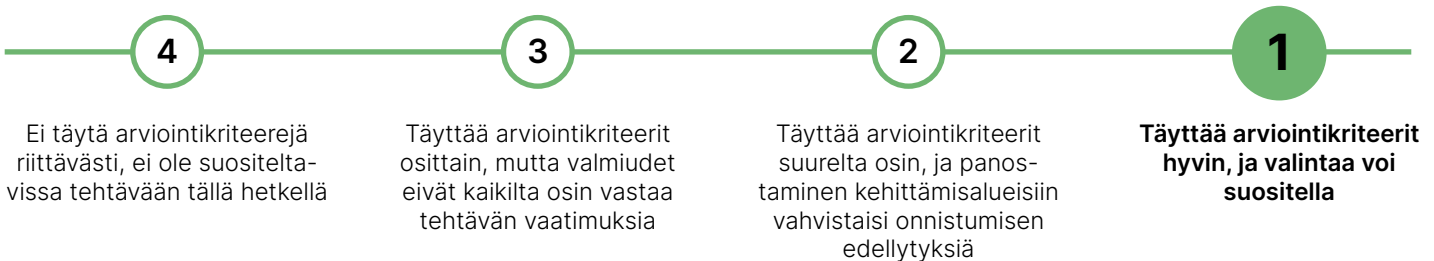 4
Ei täytä arviointikriteerejä
riittävästi, ei ole suositelta-
vissa tehtävään tällä hetkellä
3
Täyttää arviointikriteerit
osittain, mutta valmiudet
eivät kaikilta osin vastaa
tehtävän vaatimuksia
2
Täyttää arviointikriteerit
suurelta osin, ja panos-
taminen kehittämisalueisiin
vahvistaisi onnistumisen
edellytyksiä
1
Täyttää arviointikriteerit
hyvin, ja valintaa voi
suositella